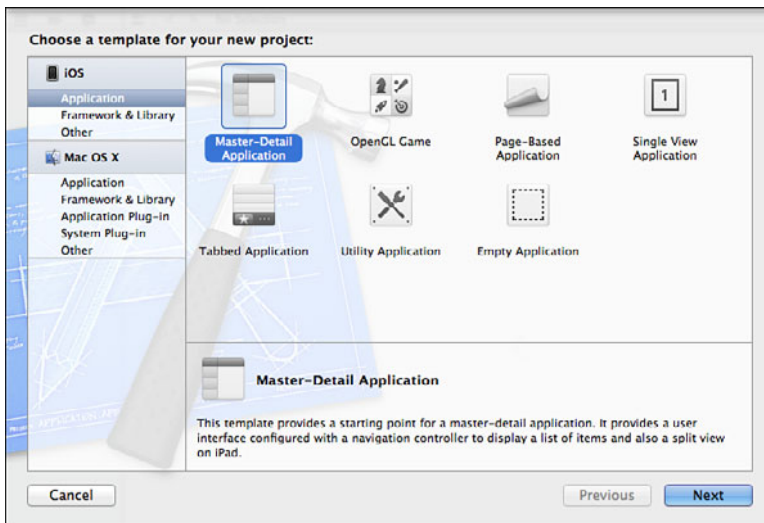 Choose a template for your new project:
iOS
Application
Framework & Library
Other
Mac OS X
Application
Framework & Library
Application Plug-in
System Plug-in
Other
Master-Detail
Application
OpenGL Game
Page-Based
Application
1
Single View
Application
Tabbed Application
Utility Application
Empty Application
Master-Detail Application
This template provides a starting point for a master-detail application. It provides a user
interface configured with a navigation controller to display a list of items and also a split view
on iPad.
Cancel
Previous
Next